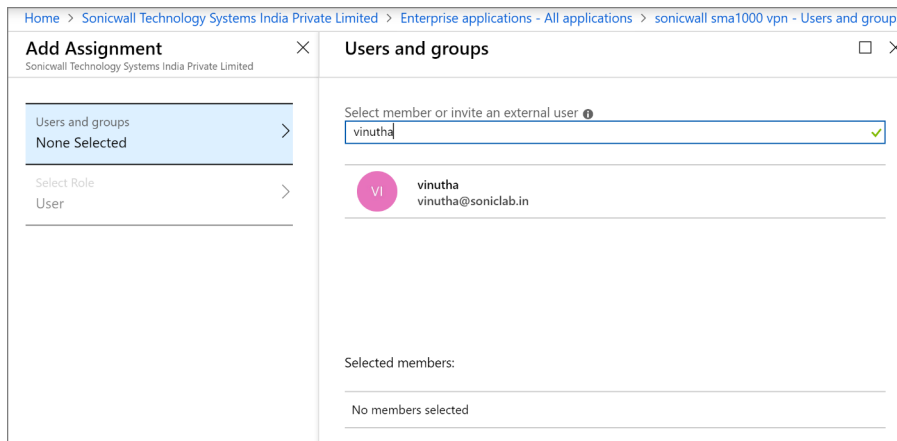 Home > Sonicwall Technology Systems India Private Limited > Enterprise applications - All applications > sonicwall sma1000 vpn - Users and group
Add Assignment
Sonicwall Technology Systems India Private Limited
Users and groups
None Selected
Select Role
User
Users and groups
Select member or invite an external user
vinutha
VI
vinutha
vinutha@soniclab.in
Selected members:
No members selected